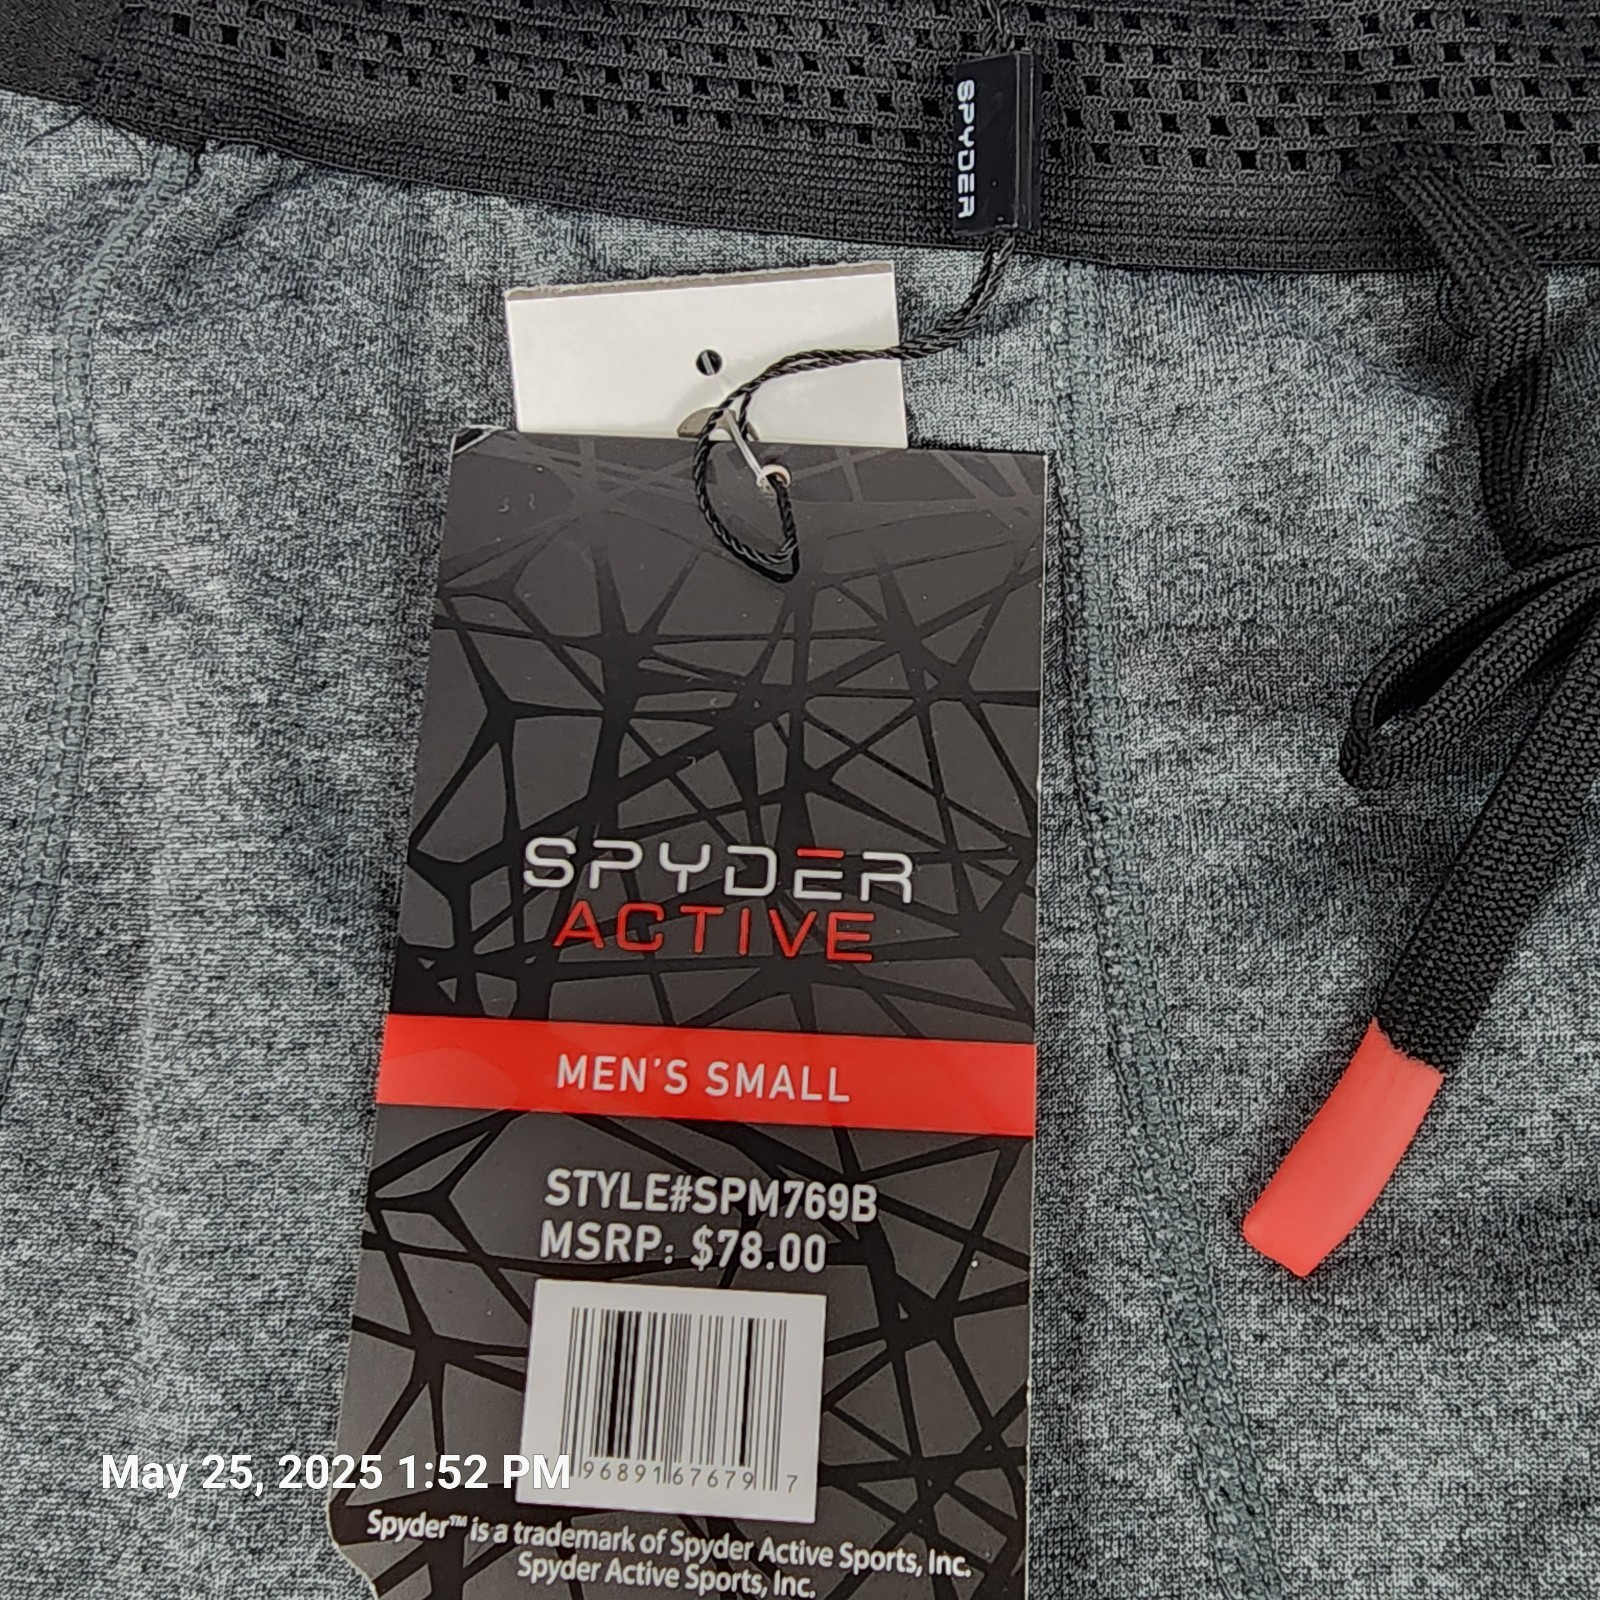 SPYDER
SPYDER
ACTIVE
MEN'S SMALL
STYLE#SPM769B
MSRP: $78.00
96891 67679 7
May 25, 2025 1:52 PM
Spyder™ is a trademark of Spyder Active Sports, Inc.
Spyder Active Sports, Inc.